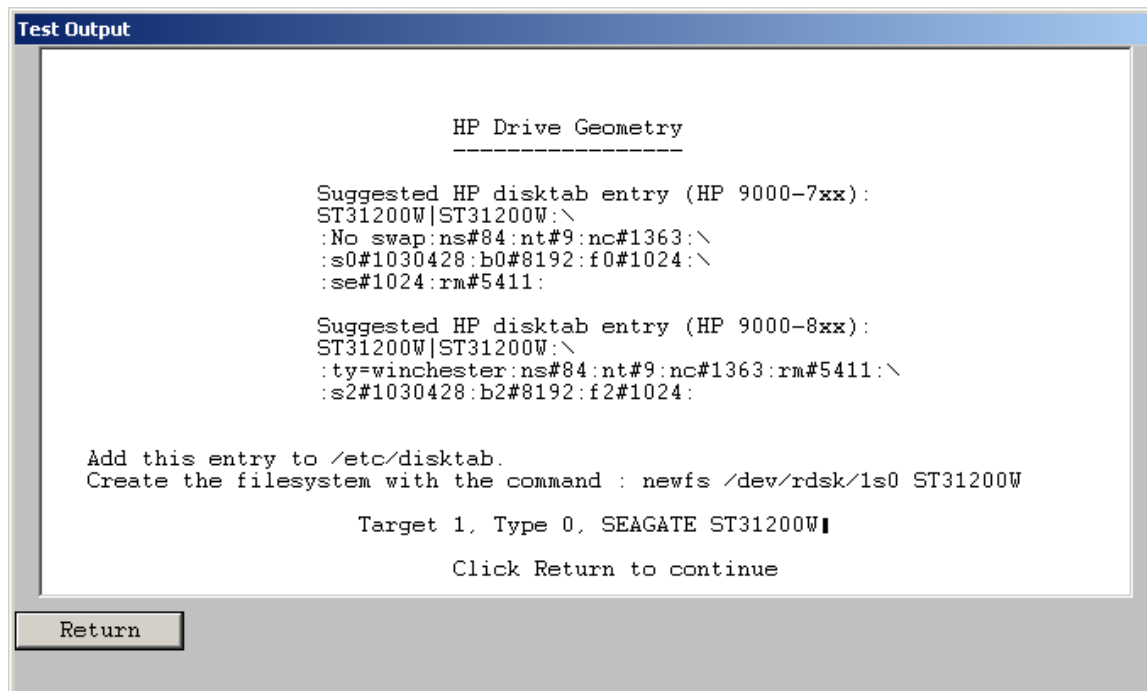 Test Output
HP Drive Geometry
-----------------
Suggested HP disktab entry (HP 9000-7xx):
ST31200W|ST31200W:\
:No swap:ns#84:nt#9:nc#1363:\
:s0#1030428:b0#8192:f0#1024:\
:se#1024:rm#5411:
Suggested HP disktab entry (HP 9000-8xx):
ST31200W|ST31200W:\
:ty=winchester:ns#84:nt#9:nc#1363:rm#5411:\
:s2#1030428:b2#8192:f2#1024:
Add this entry to /etc/disktab.
Create the filesystem with the command : newfs /dev/rdsk/1s0 ST31200W
Target 1, Type 0, SEAGATE ST31200W
Click Return to continue
Return